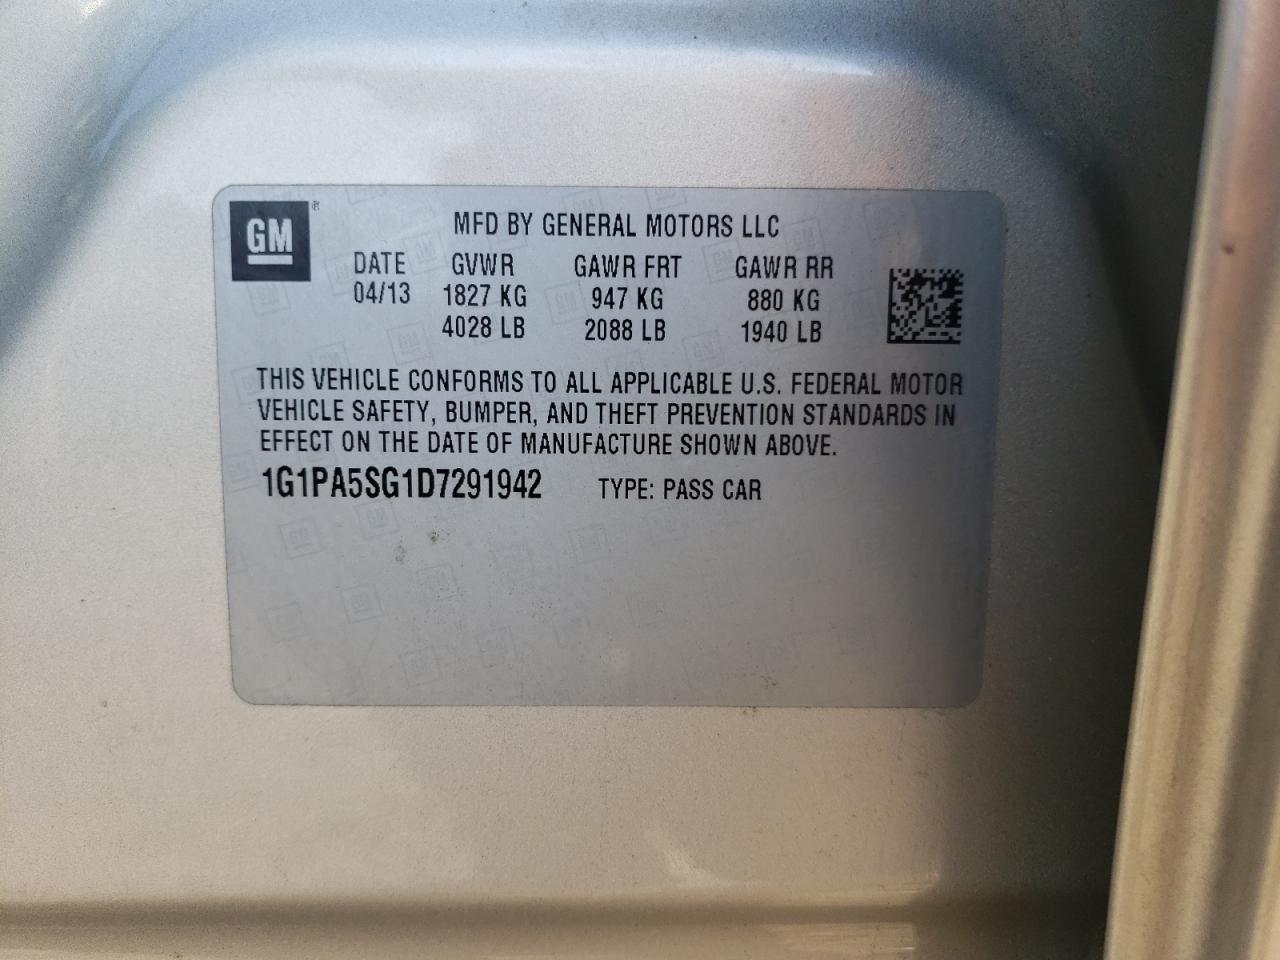 GM®
MFD BY GENERAL MOTORS LLC
DATE GVWR GAWR FRT GAWR RR
04/13 1827 KG 947 KG 880 KG
4028 LB 2088 LB 1940 LB
THIS VEHICLE CONFORMS TO ALL APPLICABLE U.S. FEDERAL MOTOR
VEHICLE SAFETY, BUMPER, AND THEFT PREVENTION STANDARDS IN
EFFECT ON THE DATE OF MANUFACTURE SHOWN ABOVE.
1G1PA5SG1D7291942 TYPE: PASS CAR